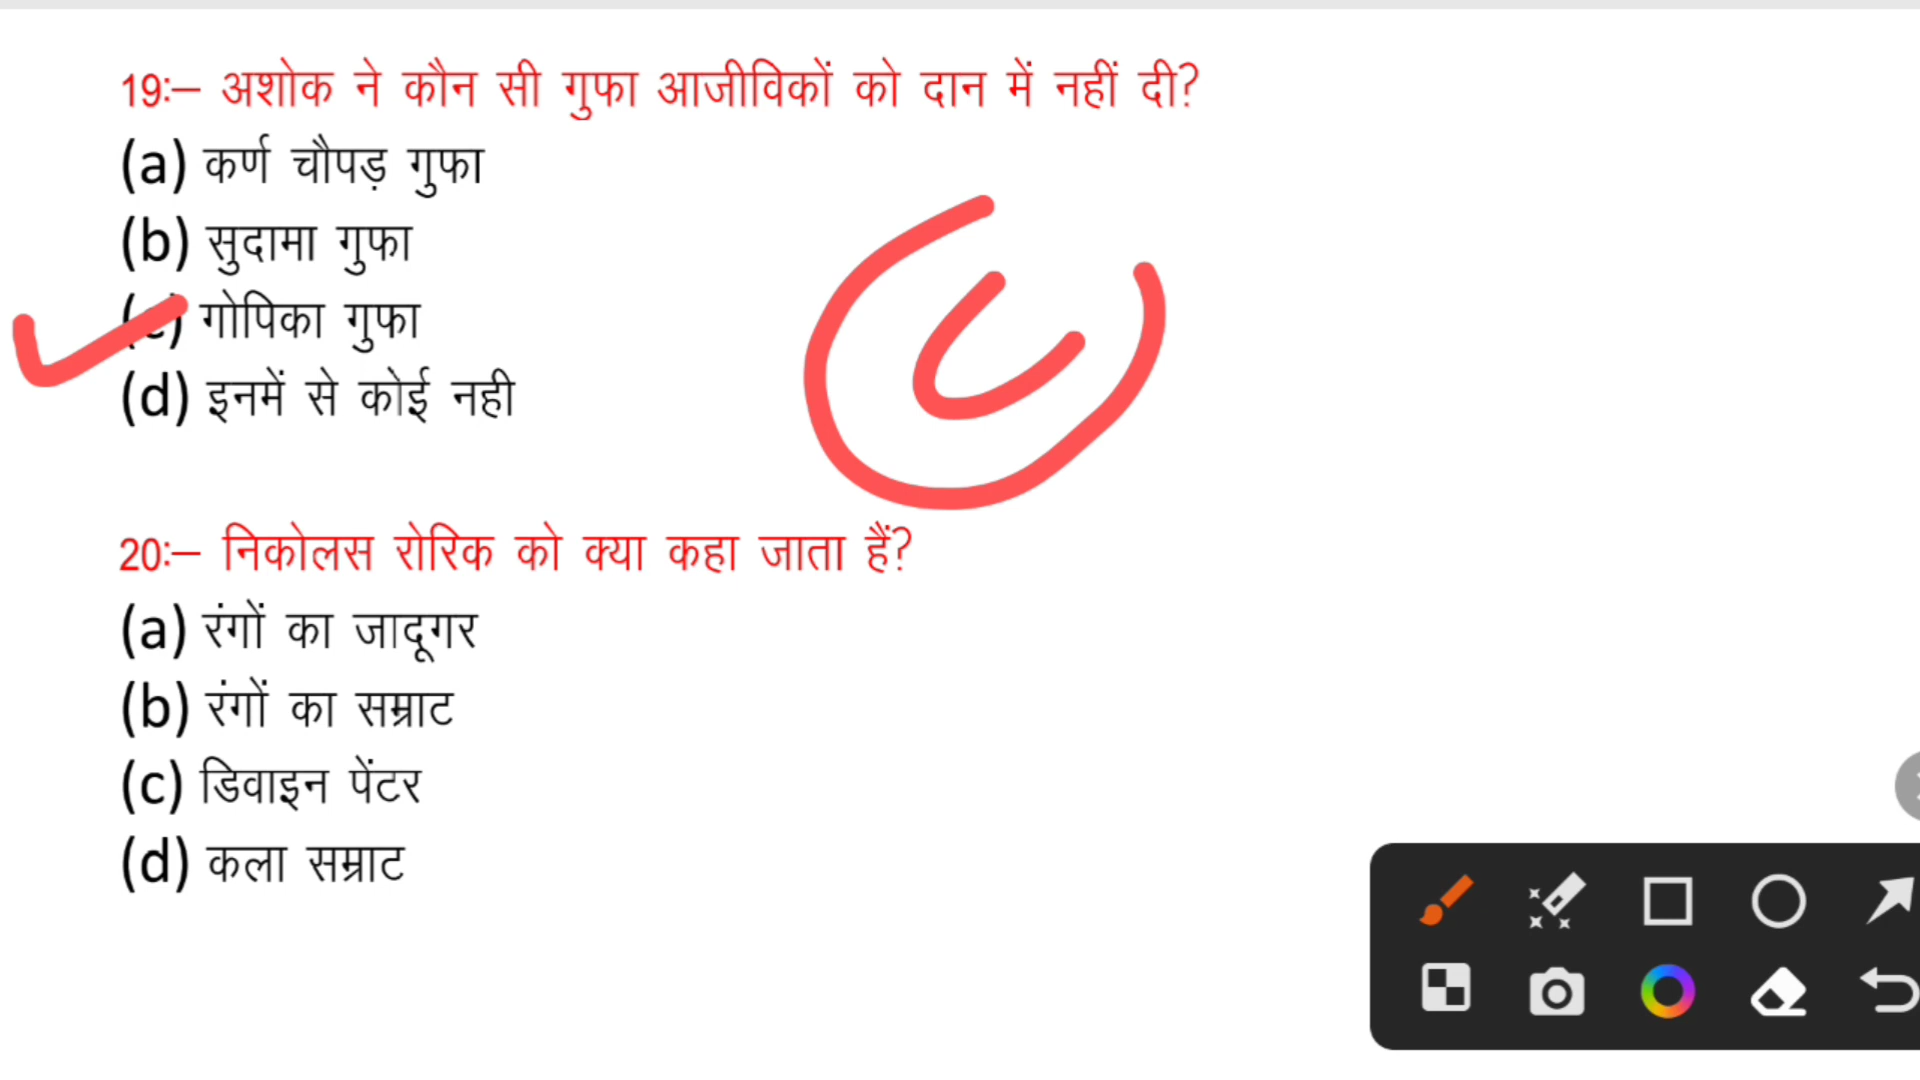 19:– अशोक ने कौन सी गुफा आजीविकों को दान में नहीं दी?
(a) कर्ण चौपड़ गुफा
(b) सुदामा गुफा
(c) गोपिका गुफा
(d) इनमें से कोई नही
C
20:– निकोलस रोरिक को क्या कहा जाता हैं?
(a) रंगों का जादूगर
(b) रंगों का सम्राट
(c) डिवाइन पेंटर
(d) कला सम्राट